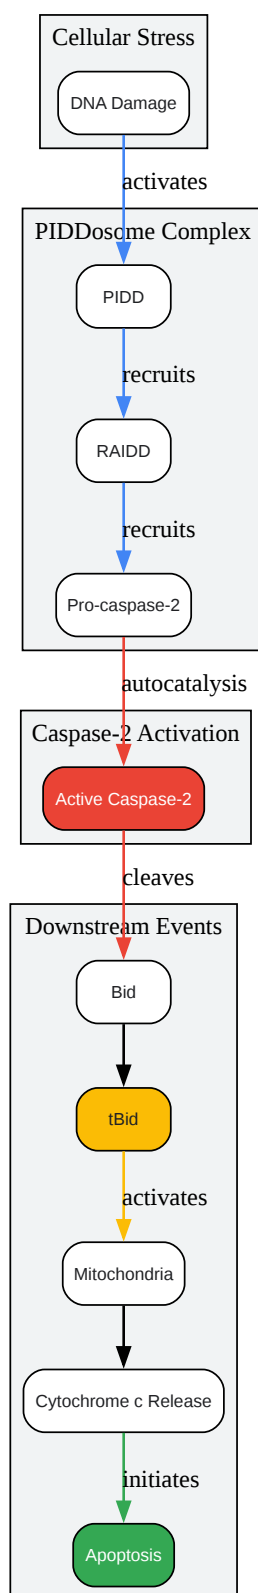 Cellular Stress
DNA Damage
activates
PIDDosome Complex
PIDD
recruits
RAIDD
recruits
Pro-caspase-2
autocatalysis
Caspase-2 Activation
Active Caspase-2
cleaves
Downstream Events
Bid
tBid
activates
Mitochondria
Cytochrome c Release
initiates
Apoptosis